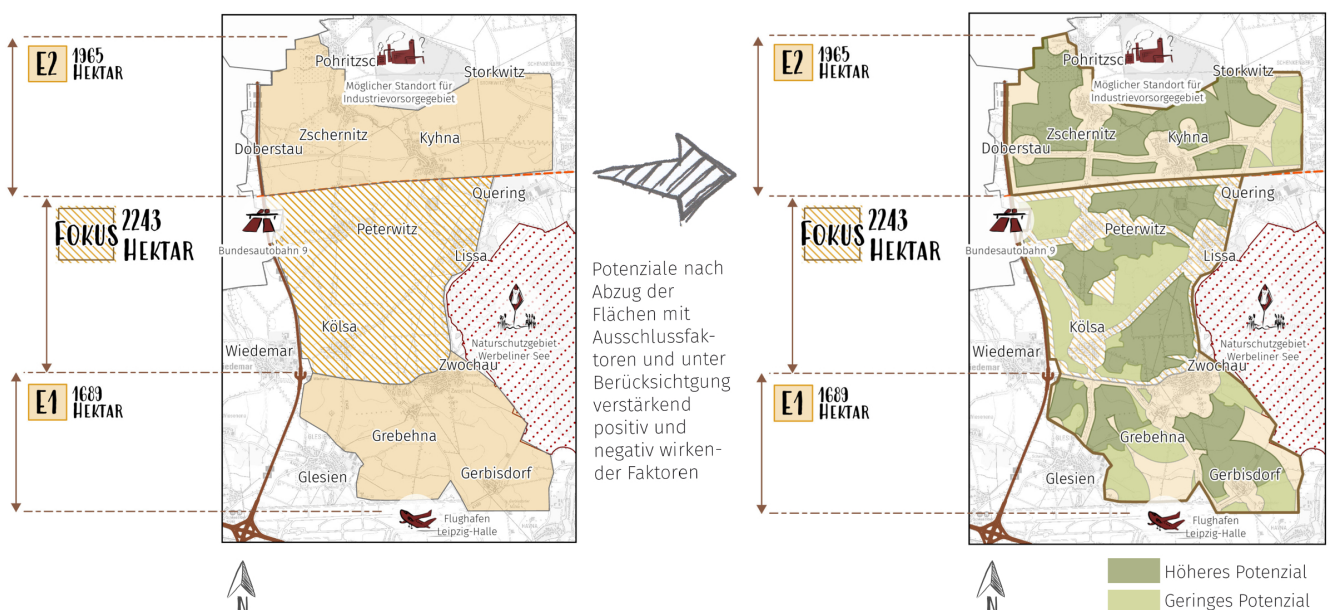 E2 1965 HEKTAR
FOKUS 2243 HEKTAR
E1 1689 HEKTAR
Pohritzsc
Storkwitz
Möglicher Standort für
Industrievorsorgegebiet
Zschernitz
Kyhna
Doberstau
Quering
Peterwitz
Bundesautobahn 9
Lissa
Kölsa
Naturschutzgebiet
Werbeliner See
Wiedemar
Zwochau
Grebehna
Glesien
Gerbisdorf
Flughafen
Leipzig-Halle
N
Potenziale nach
Abzug der
Flächen mit
Ausschlussfak-
toren und unter
Berücksichtgung
verstärkend
positiv und
negativ wirken-
der Faktoren
E2 1965 HEKTAR
FOKUS 2243 HEKTAR
E1 1689 HEKTAR
Pohritzsc
Storkwitz
Möglicher Standort für
Industrievorsorgegebiet
Zschernitz
Kyhna
Doberstau
Quering
Peterwitz
Bundesautobahn 9
Lissa
Kölsa
Naturschutzgebiet
Werbeliner See
Wiedemar
Zwochau
Grebehna
Glesien
Gerbisdorf
Flughafen
Leipzig-Halle
N
Höheres Potenzial
Geringes Potenzial